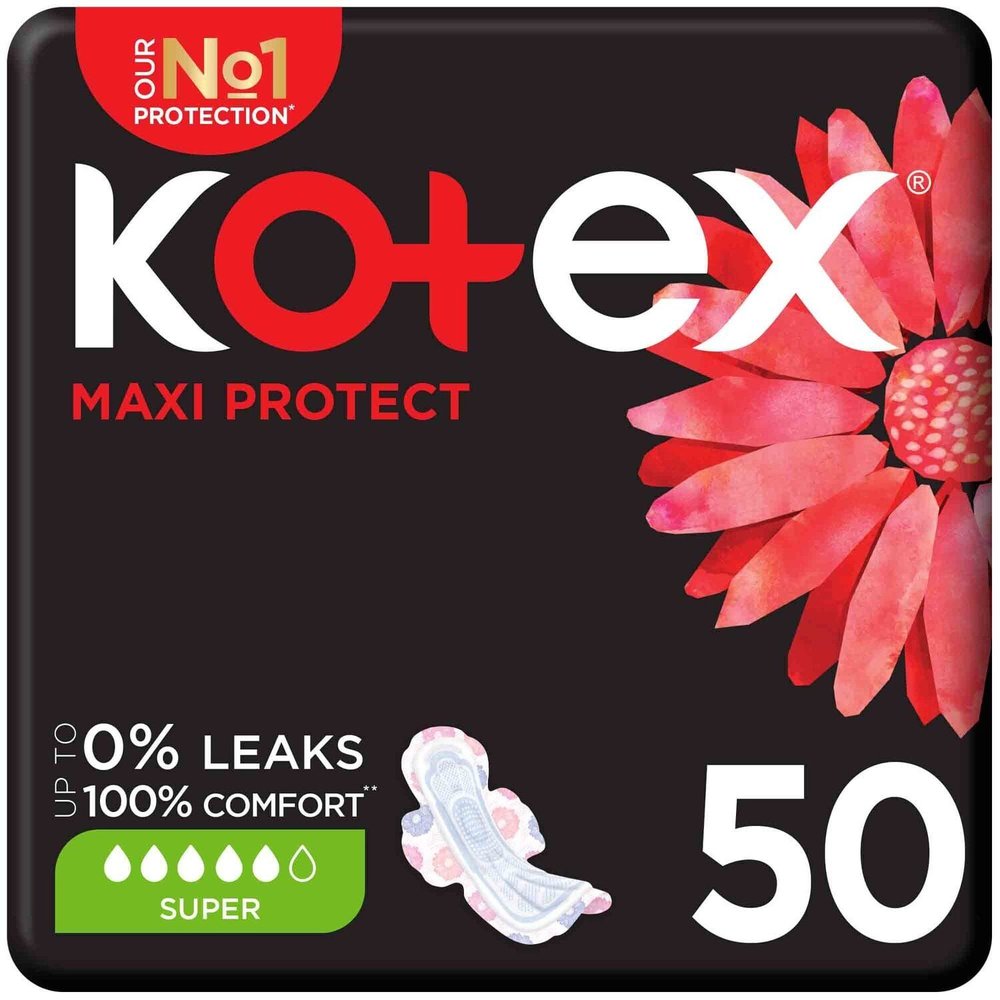 OUR No1
PROTECTION*
Kotex®
MAXI PROTECT
UP TO 0% LEAKS
100% COMFORT**
SUPER
50